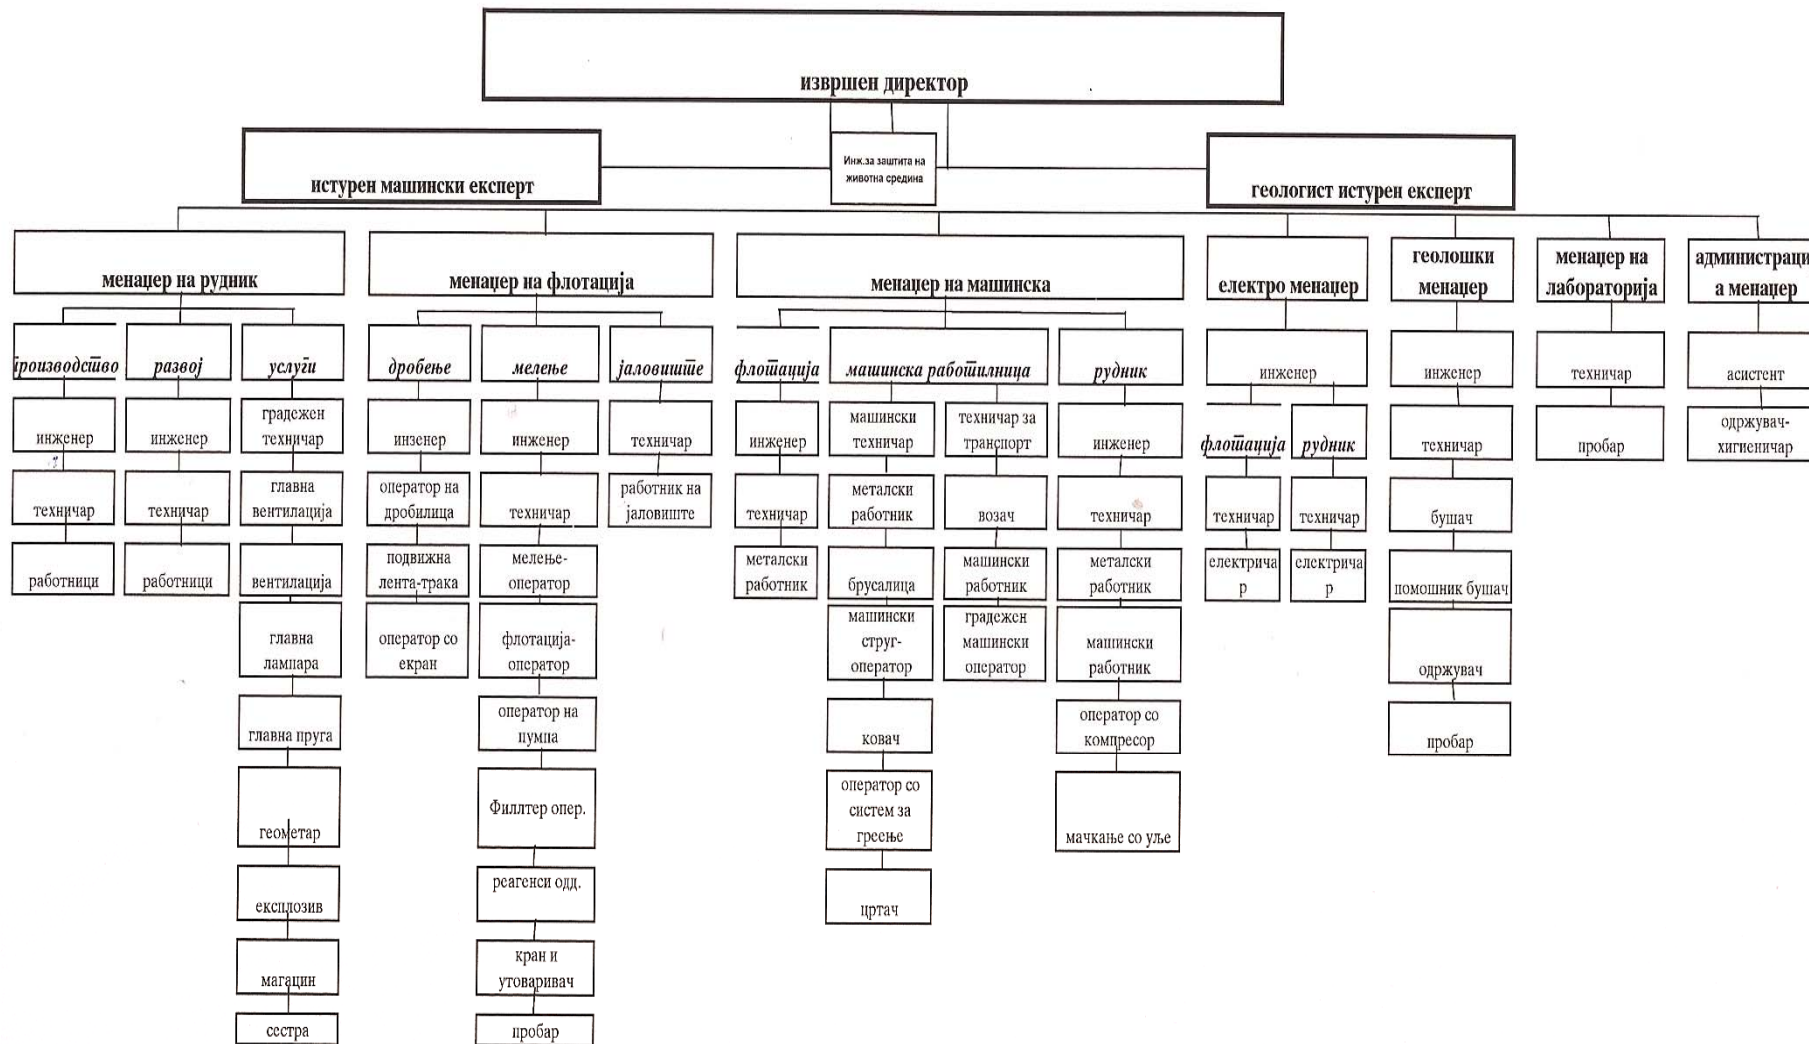 извршен директор
Инж.за заштита на
животна средина
истурен машински експерт
геологист истурен експерт
менаџер на рудник
менаџер на флотација
менаџер на машинска
електро менаџер
геолошки
менаџер
менаџер на
лабораторија
администраци
а менаџер
производство
инженер
техничар
работници
развој
инженер
техничар
работници
услуги
градежен
техничар
главна
вентилација
вентилација
главна
лампара
главна пруга
геометар
експлозив
магацин
сестра
дробење
инзенер
оператор на
дробилица
подвижна
лента-трака
оператор со
екран
мелење
инженер
техничар
мелење-
оператор
флотација-
оператор
оператор на
пумпа
Филлтер опер.
реагенси одд.
кран и
утоваривач
пробар
јаловиште
техничар
работник на
јаловиште
флотација
инженер
техничар
металски
работник
машинска работилница
машински
техничар
металски
работник
брусалица
машински
струг-
оператор
ковач
оператор со
систем за
греење
цртач
техничар за
транспорт
возач
машински
работник
градежен
машински
оператор
рудник
инженер
техничар
металски
работник
машински
работник
оператор со
компресор
мачкање со уље
инженер
флотација
техничар
електрича
р
рудник
техничар
електрича
р
инженер
техничар
бушач
помошник бушач
одржувач
пробар
техничар
пробар
асистент
одржувач-
хигиеничар